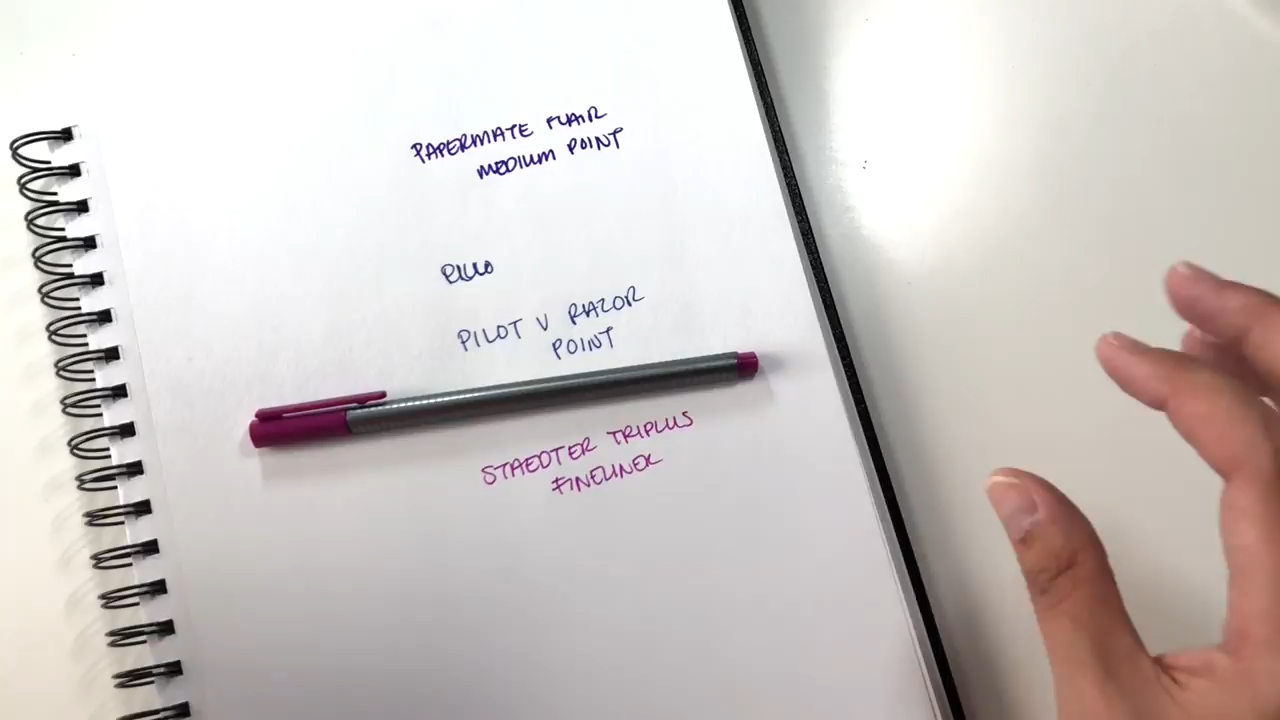 PAPERMATE FLAIR
MEDIUM POINT
PILOT V RAZOR
POINT
STAEDTER TRIPLUS
FINELINER